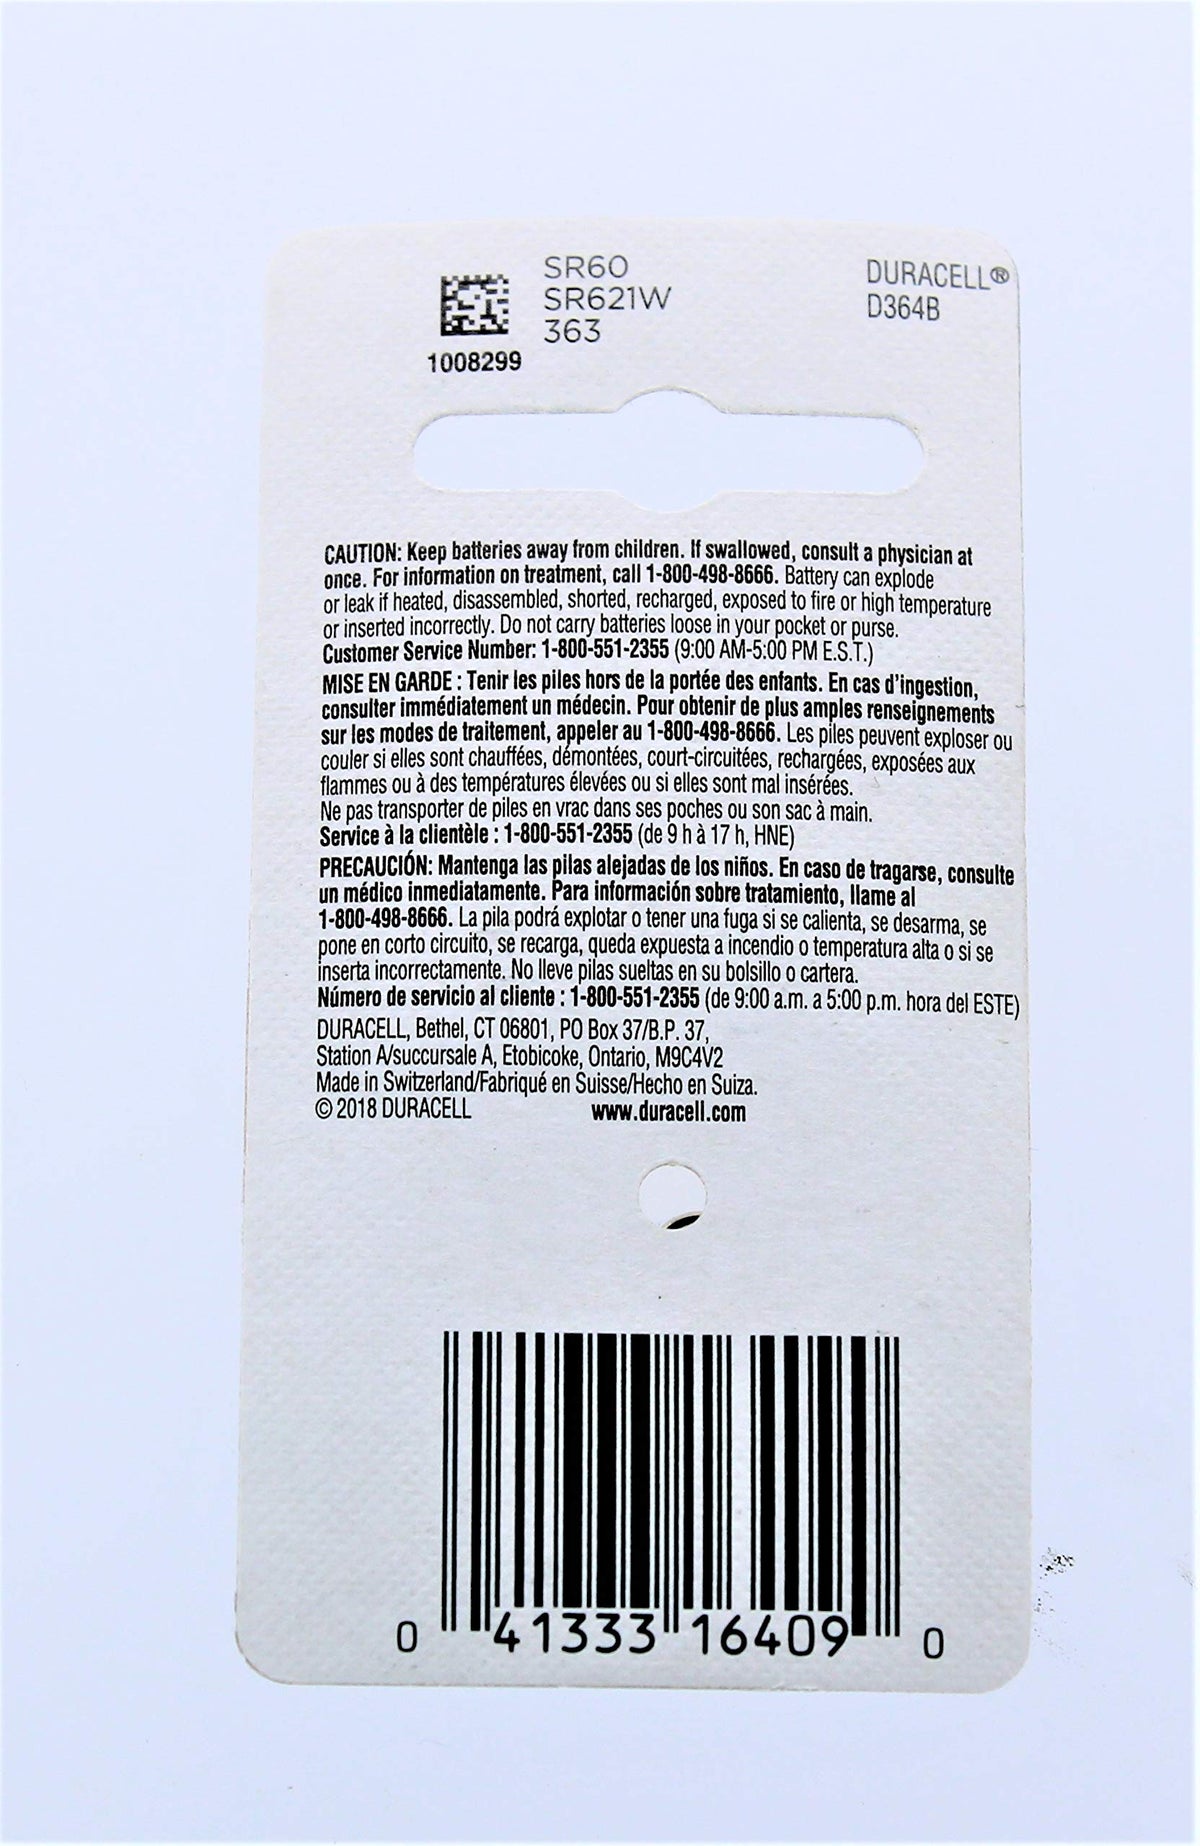 SR60
SR621W
363
DURACELL®
D364B
1008299
CAUTION: Keep batteries away from children. If swallowed, consult a physician at
once. For information on treatment, call 1-800-498-8666. Battery can explode
or leak if heated, disassembled, shorted, recharged, exposed to fire or high temperature
or inserted incorrectly. Do not carry batteries loose in your pocket or purse.
Customer Service Number: 1-800-551-2355 (9:00 AM-5:00 PM E.S.T.)
MISE EN GARDE : Tenir les piles hors de la portée des enfants. En cas d'ingestion,
consulter immédiatement un médecin. Pour obtenir de plus amples renseignements
sur les modes de traitement, appeler au 1-800-498-8666. Les piles peuvent exploser ou
couler si elles sont chauffées, démontées, court-circuitées, rechargées, exposées aux
flammes ou à des températures élevées ou si elles sont mal insérées.
Ne pas transporter de piles en vrac dans ses poches ou son sac à main.
Service à la clientèle : 1-800-551-2355 (de 9 h à 17 h, HNE)
PRECAUCIÓN: Mantenga las pilas alejadas de los niños. En caso de tragarse, consulte
un médico inmediatamente. Para información sobre tratamiento, llame al
1-800-498-8666. La pila podrá explotar o tener una fuga si se calienta, se desarma, se
pone en corto circuito, se recarga, queda expuesta a incendio o temperatura alta o si se
inserta incorrectamente. No lleve pilas sueltas en su bolsillo o cartera.
Número de servicio al cliente : 1-800-551-2355 (de 9:00 a.m. a 5:00 p.m. hora del ESTE)
DURACELL, Bethel, CT 06801, PO Box 37/B.P. 37,
Station A/succursale A, Etobicoke, Ontario, M9C4V2
Made in Switzerland/Fabriqué en Suisse/Hecho en Suiza.
© 2018 DURACELL www.duracell.com
0 41333 16409 0